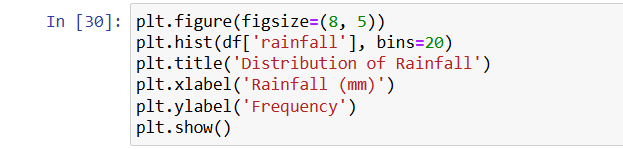 In [30]: plt.figure(figsize=(8, 5))
plt.hist(df['rainfall'], bins=20)
plt.title('Distribution of Rainfall')
plt.xlabel('Rainfall (mm)')
plt.ylabel('Frequency')
plt.show()